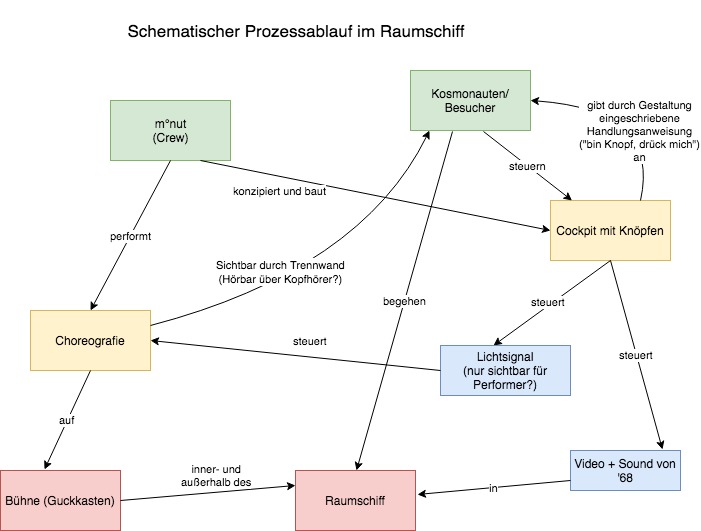 Schematischer Prozessablauf im Raumschiff
Kosmonauten/
Besucher
m°nut
(Crew)
gibt durch Gestaltung
eingeschriebene
Handlungsanweisung
("bin Knopf, drück mich")
an
steuern
konzipiert und baut
Cockpit mit Knöpfen
performt
Sichtbar durch Trennwand
(Hörbar über Kopfhörer?)
begehen
steuert
Choreografie
steuert
Lichtsignal
(nur sichtbar für
Performer?)
steuert
auf
inner- und
außerhalb des
Video + Sound von
'68
Bühne (Guckkasten)
Raumschiff
in